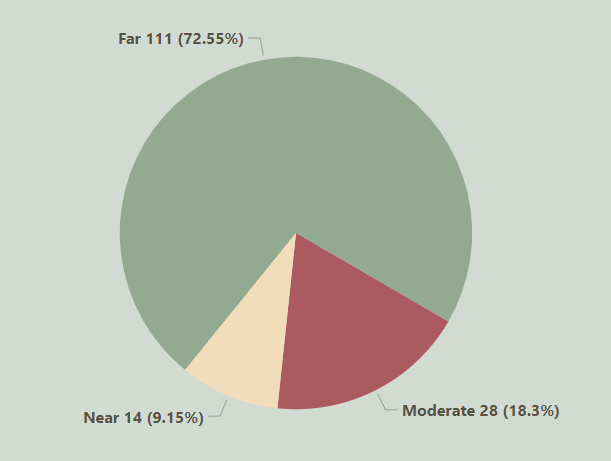 Far 111 (72.55%)
Moderate 28 (18.3%)
Near 14 (9.15%)